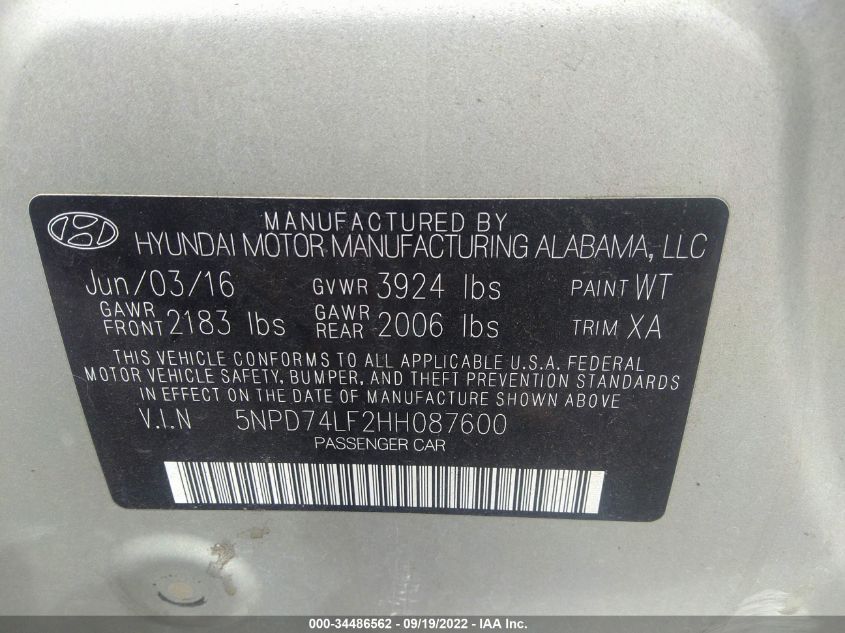 MANUFACTURED BY
HYUNDAI MOTOR MANUFACTURING ALABAMA, LLC
Jun/03/16 GVWR 3924 lbs PAINT WT
GAWR FRONT 2183 lbs GAWR REAR 2006 lbs TRIM XA
THIS VEHICLE CONFORMS TO ALL APPLICABLE U.S.A. FEDERAL
MOTOR VEHICLE SAFETY, BUMPER, AND THEFT PREVENTION STANDARDS
IN EFFECT ON THE DATE OF MANUFACTURE SHOWN ABOVE
V.I.N 5NPD74LF2HH087600
PASSENGER CAR
000-34486562 - 09/19/2022 - IAA Inc.